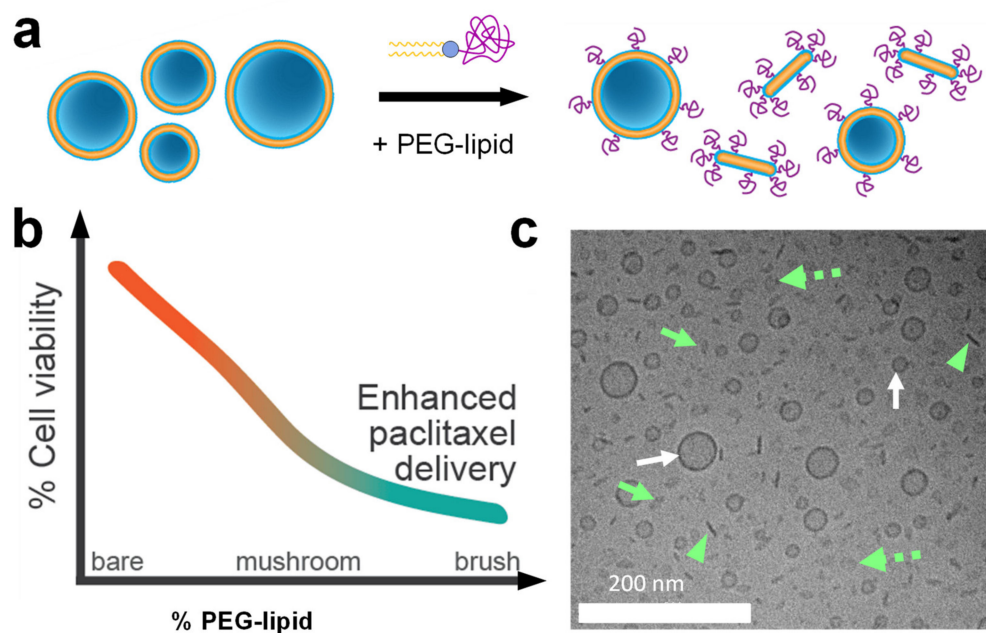 a
+ PEG-lipid
b
% Cell viability
Enhanced
paclitaxel
delivery
bare
mushroom
brush
% PEG-lipid
c
200 nm